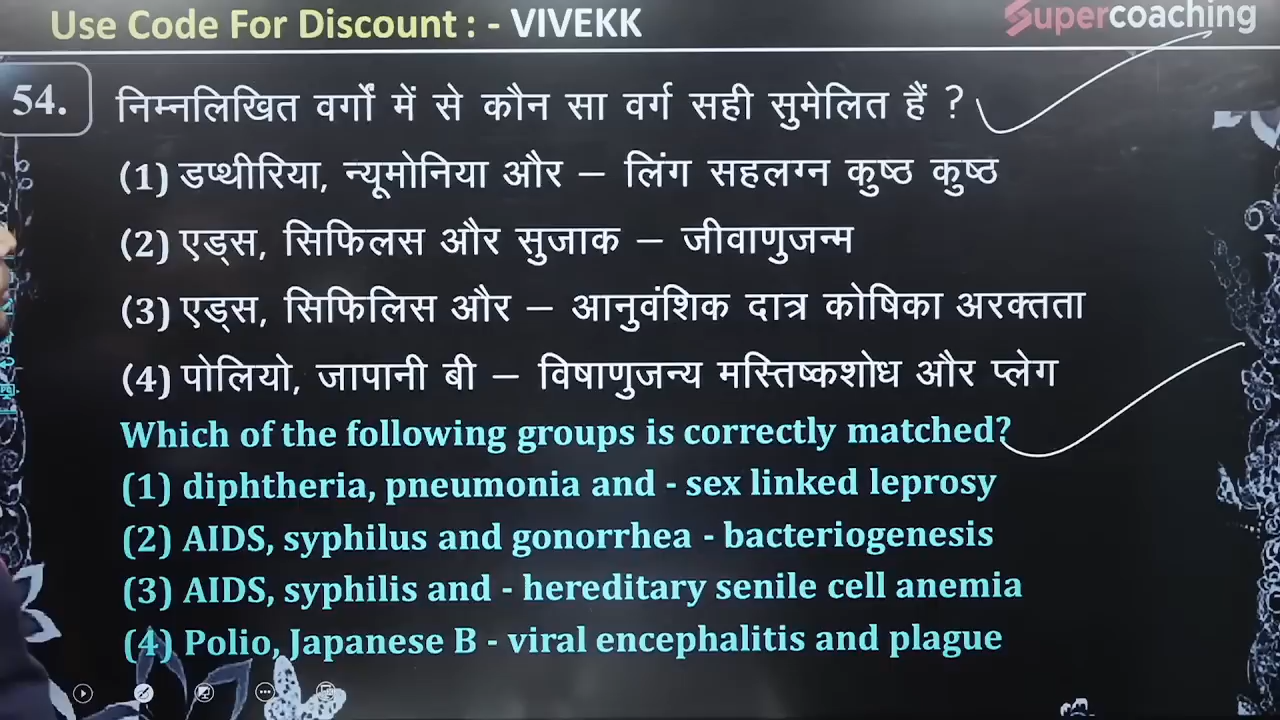 Use Code For Discount : - VIVEKK
Supercoaching
54. निम्नलिखित वर्गों में से कौन सा वर्ग सही सुमेलित हैं ?
(1) डप्थीरिया, न्यूमोनिया और – लिंग सहलग्न कुष्ठ कुष्ठ
(2) एड्स, सिफिलस और सुजाक – जीवाणुजन्म
(3) एड्स, सिफिलिस और – आनुवंशिक दात्र कोषिका अरक्तता
(4) पोलियो, जापानी बी – विषाणुजन्य मस्तिष्कशोध और प्लेग
Which of the following groups is correctly matched?
(1) diphtheria, pneumonia and - sex linked leprosy
(2) AIDS, syphilus and gonorrhea - bacteriogenesis
(3) AIDS, syphilis and - hereditary senile cell anemia
(4) Polio, Japanese B - viral encephalitis and plague